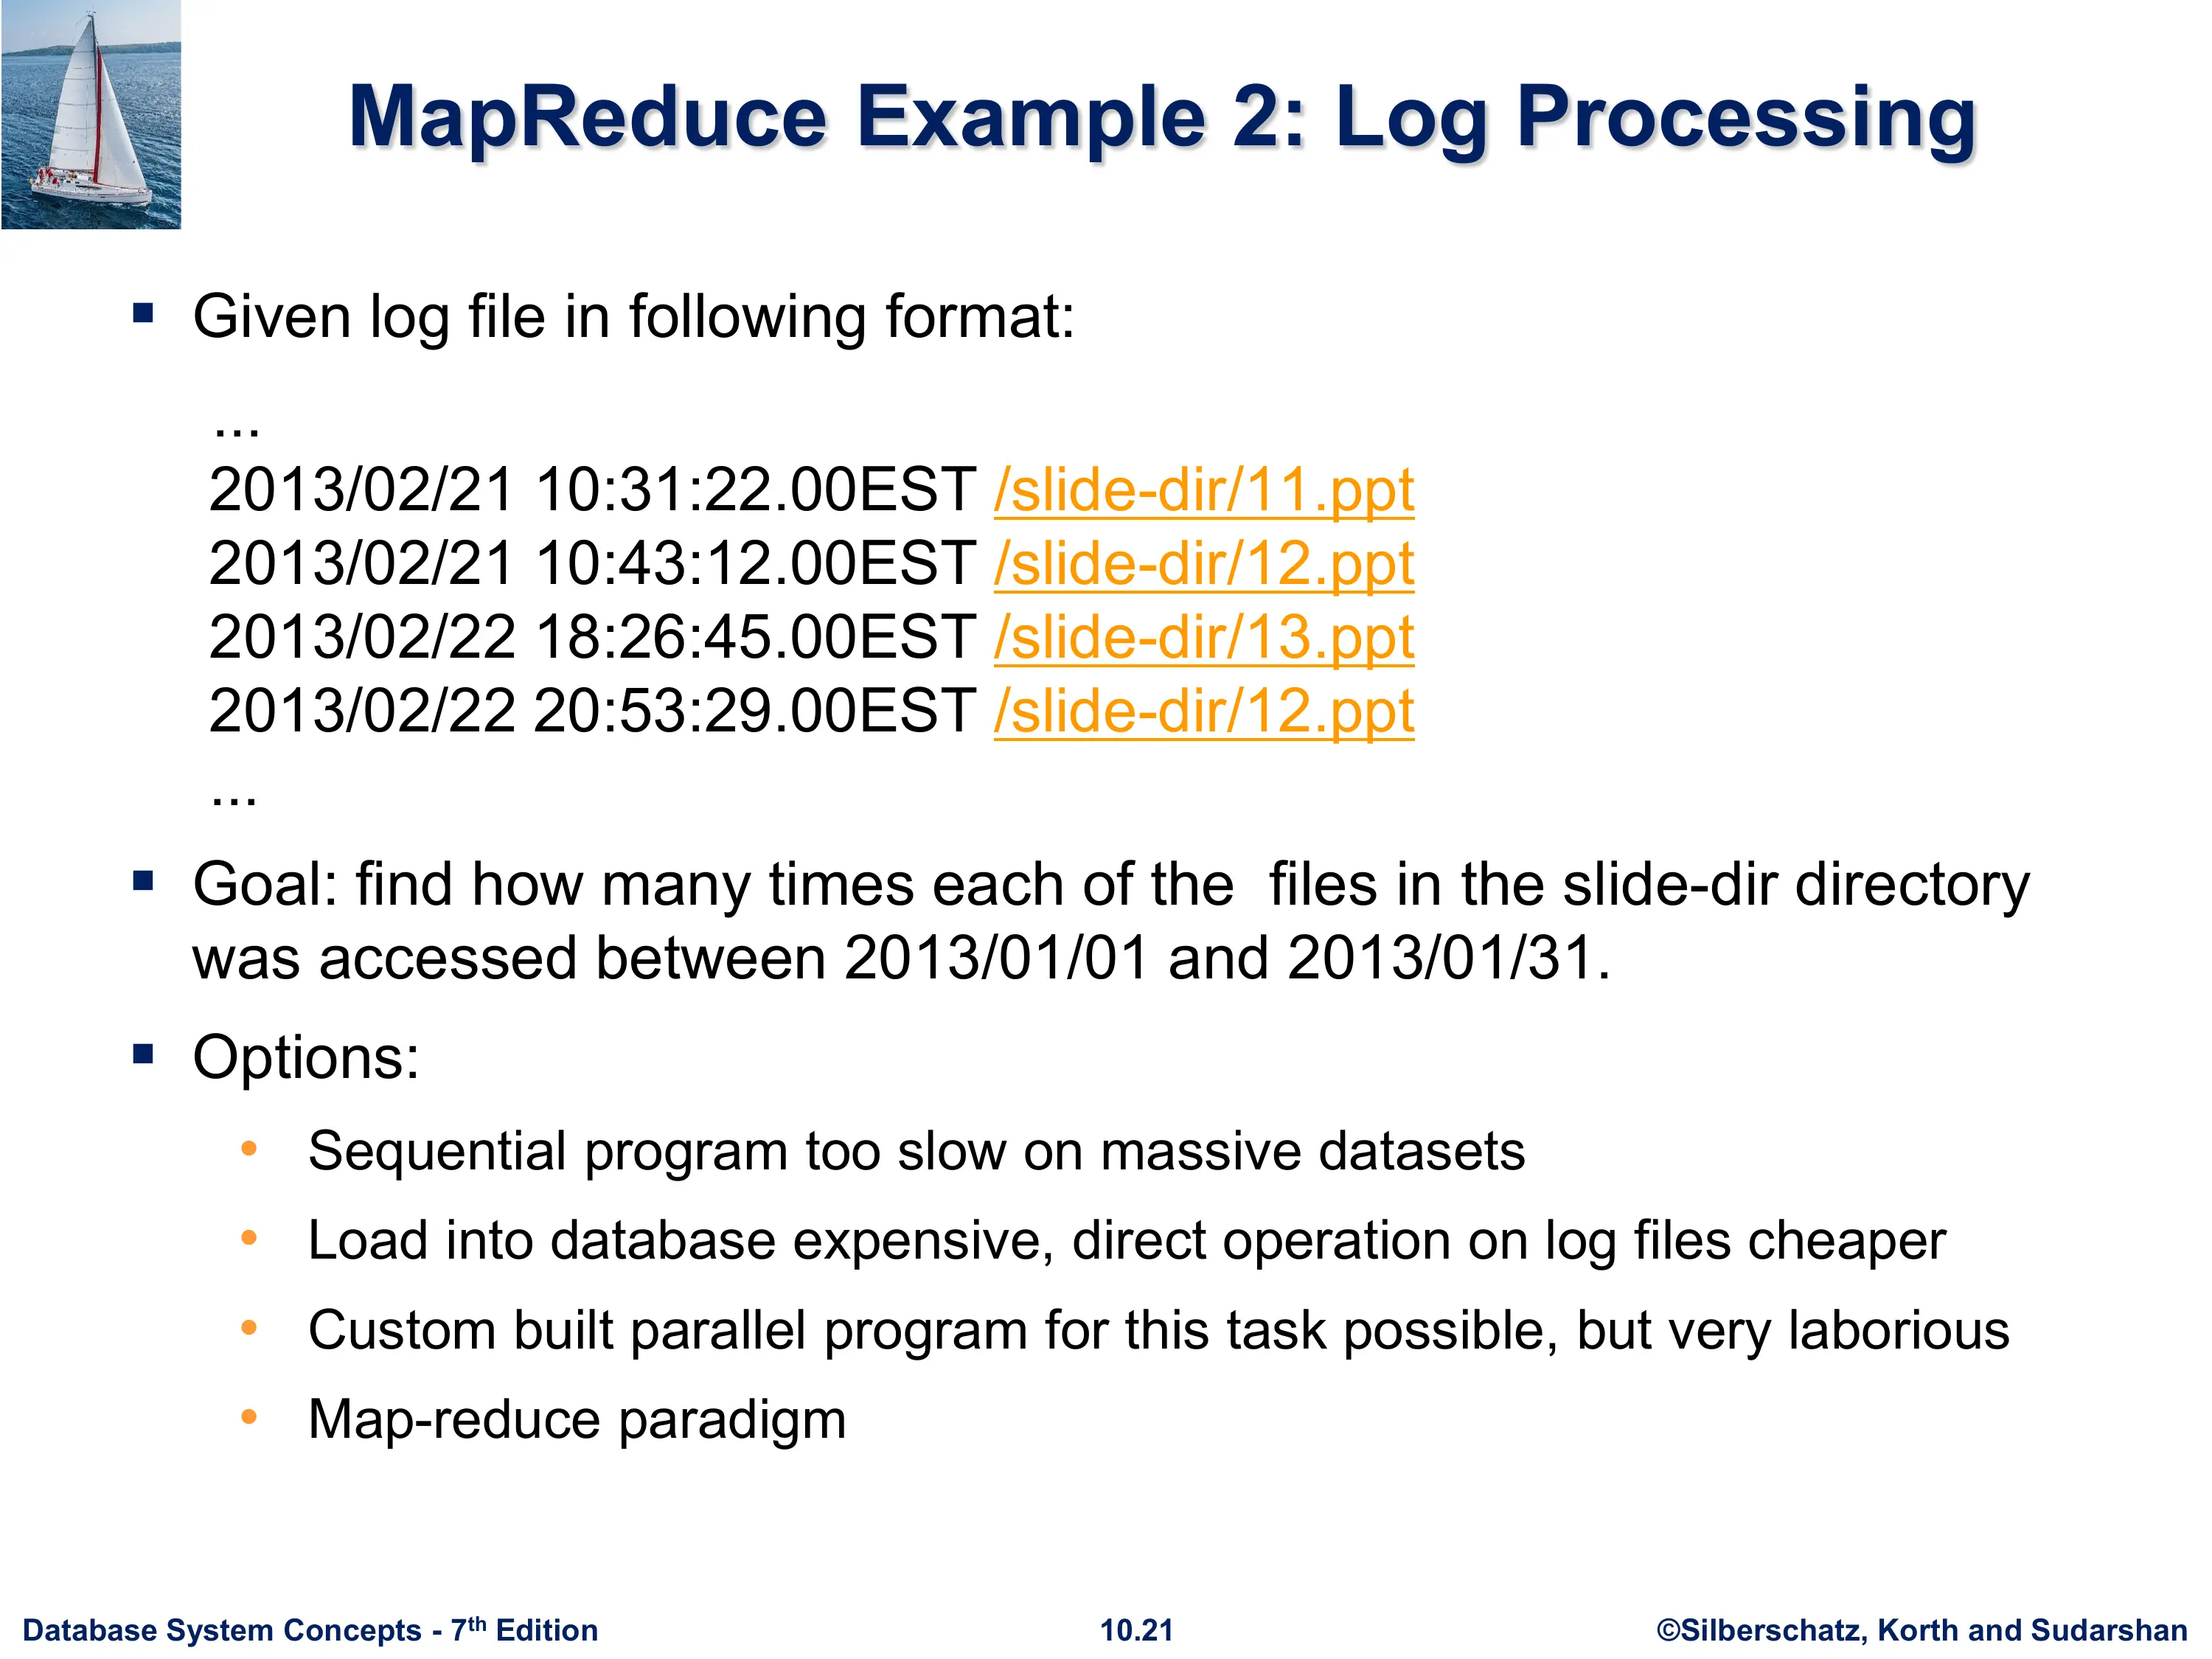 MapReduce Example 2: Log Processing
Given log file in following format:
...
2013/02/21 10:31:22.00EST /slide-dir/11.ppt
2013/02/21 10:43:12.00EST /slide-dir/12.ppt
2013/02/22 18:26:45.00EST /slide-dir/13.ppt
2013/02/22 20:53:29.00EST /slide-dir/12.ppt
...
Goal: find how many times each of the  files in the slide-dir directory
was accessed between 2013/01/01 and 2013/01/31.
Options:
Sequential program too slow on massive datasets
Load into database expensive, direct operation on log files cheaper
Custom built parallel program for this task possible, but very laborious
Map-reduce paradigm
Database System Concepts - 7th Edition
10.21
©Silberschatz, Korth and Sudarshan